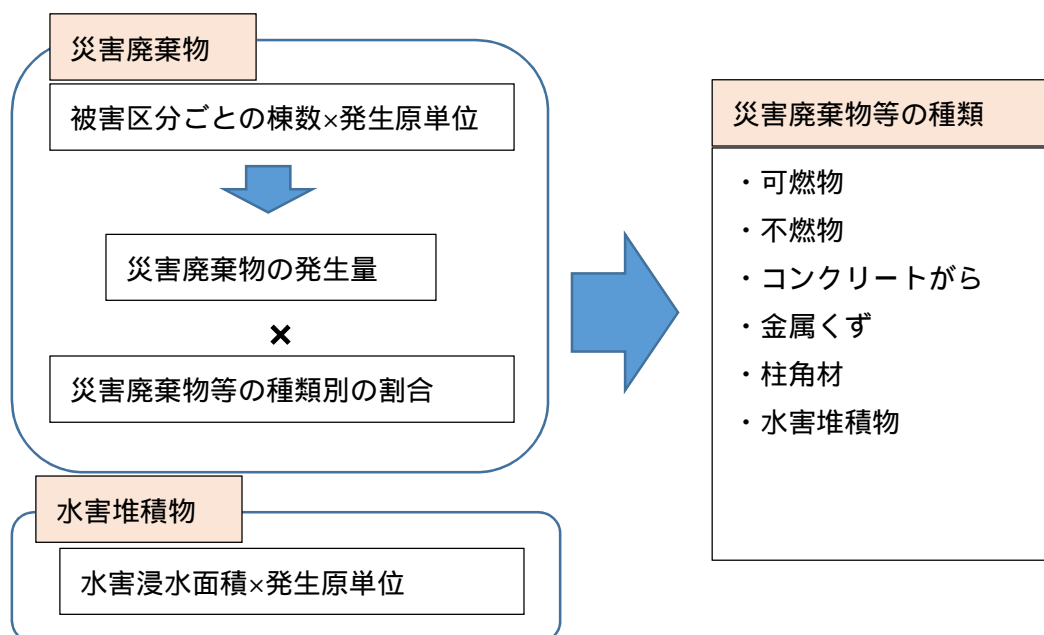 災害廃棄物
被害区分ごとの棟数×発生原単位
災害廃棄物の発生量
×
災害廃棄物等の種類別の割合
水害堆積物
水害浸水面積×発生原単位
災害廃棄物等の種類
・可燃物
・不燃物
・コンクリートがら
・金属くず
・柱角材
・水害堆積物